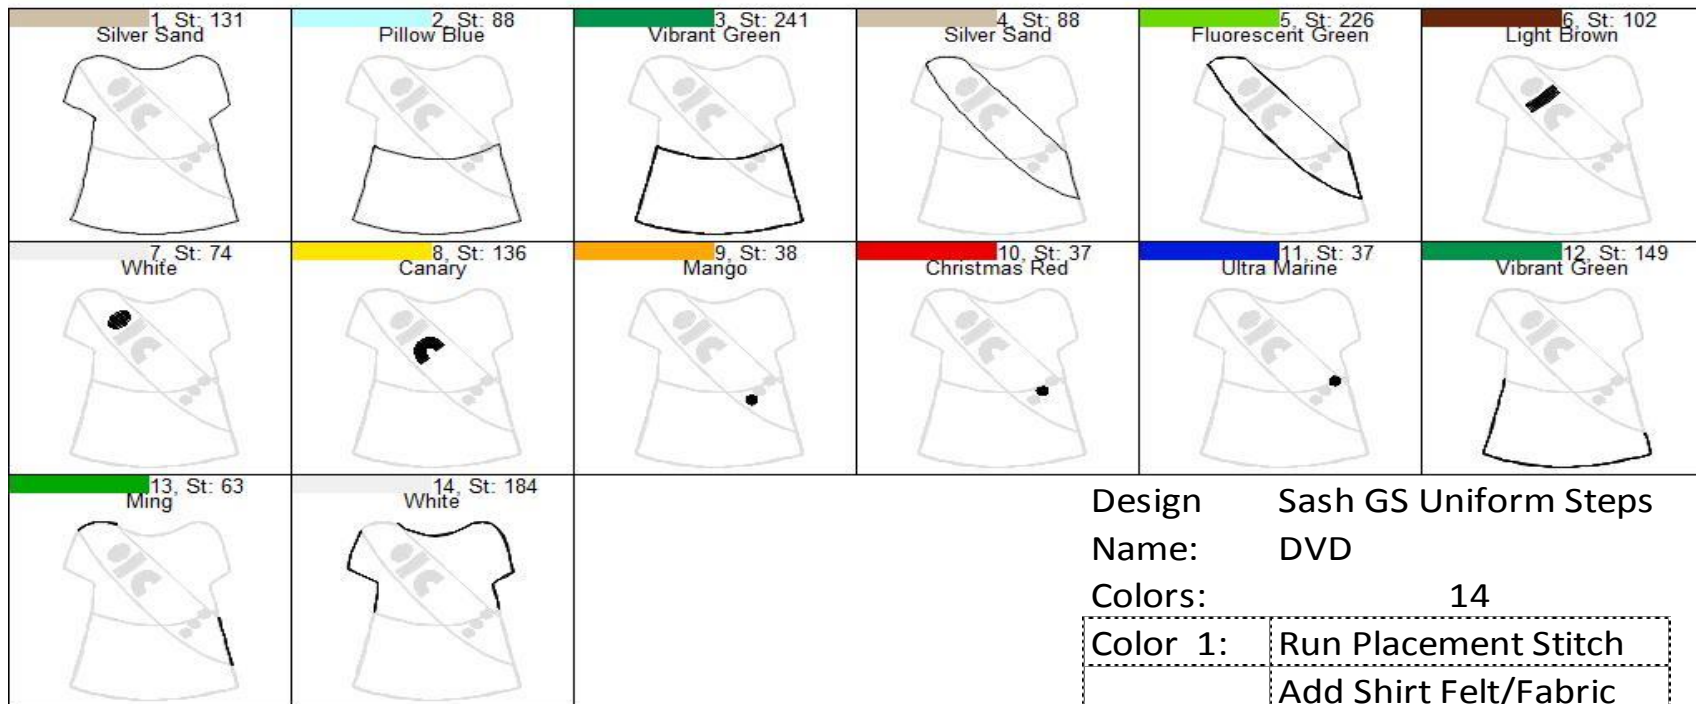 1, St: 131
Silver Sand
2, St: 88
Pillow Blue
3, St: 241
Vibrant Green
4, St: 88
Silver Sand
5, St: 226
Fluorescent Green
6, St: 102
Light Brown
7, St: 74
White
8, St: 136
Canary
9, St: 38
Mango
10, St: 37
Christmas Red
11, St: 37
Ultra Marine
12, St: 149
Vibrant Green
13, St: 63
Ming
14, St: 184
White
Design Sash GS Uniform Steps
Name: DVD
Colors: 14
Color 1: Run Placement Stitch
Add Shirt Felt/Fabric